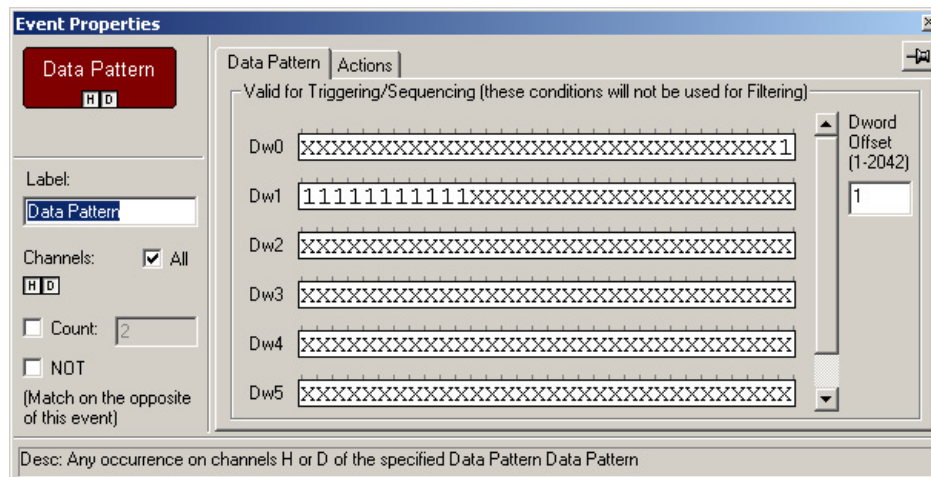 Event Properties
Data Pattern
H D
Label:
Data Pattern
Channels: All
H D
Count: 2
NOT
(Match on the opposite
of this event)
Data Pattern Actions
Valid for Triggering/Sequencing (these conditions will not be used for Filtering)
Dw0 XXXXXXXXXXXXXXXXXXXXXXXXXXXXXXX1
Dw1 11111111111XXXXXXXXXXXXXXXXXXXXX
Dw2 XXXXXXXXXXXXXXXXXXXXXXXXXXXXXXXX
Dw3 XXXXXXXXXXXXXXXXXXXXXXXXXXXXXXXX
Dw4 XXXXXXXXXXXXXXXXXXXXXXXXXXXXXXXX
Dw5 XXXXXXXXXXXXXXXXXXXXXXXXXXXXXXXX
Dword
Offset
(1-2042)
1
Desc: Any occurrence on channels H or D of the specified Data Pattern Data Pattern